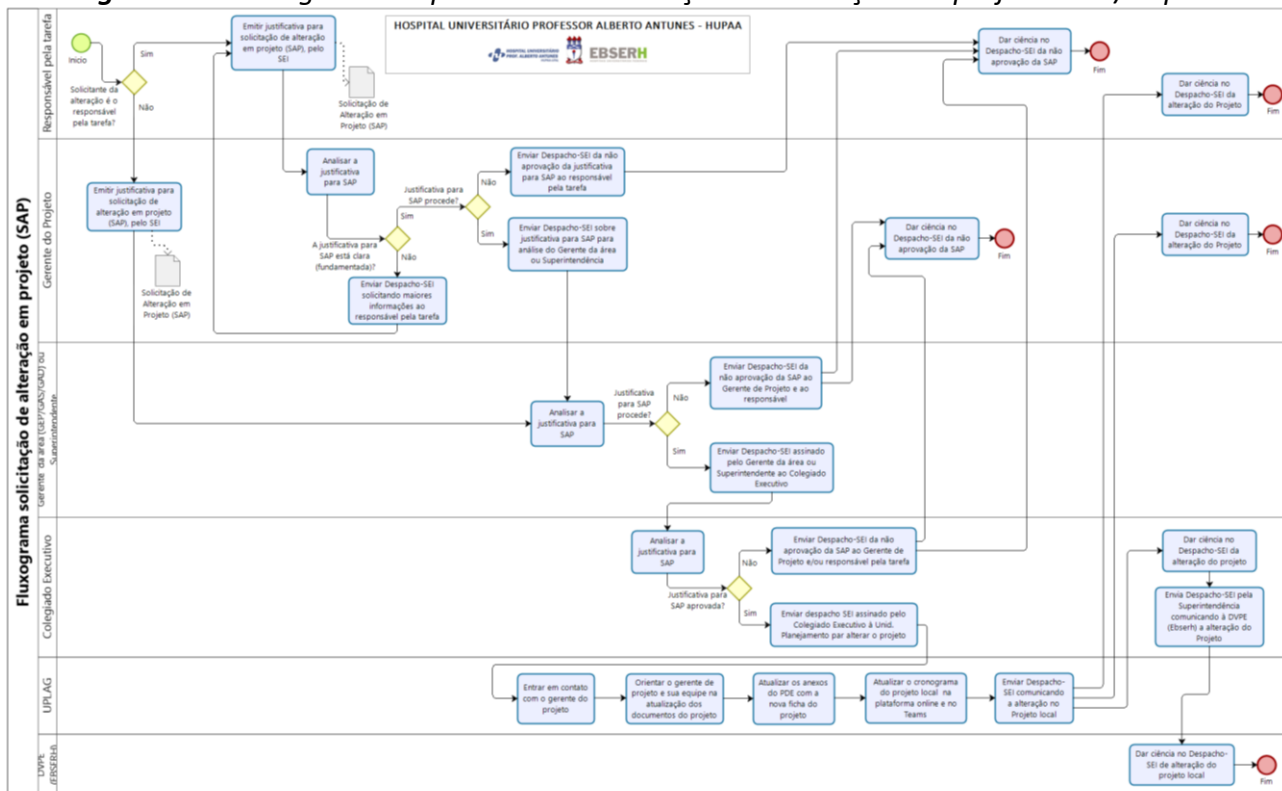 Fluxograma solicitação de alteração em projeto (SAP)
HOSPITAL UNIVERSITÁRIO PROFESSOR ALBERTO ANTUNES - HUPAA
EBSERH
Responsável pela tarefa
Início
Solicitante da
alteração é o
responsável
pela tarefa?
Sim
Não
Emitir justificativa para
solicitação de alteração
em projeto (SAP), pelo
SEI
Solicitação de
Alteração em
Projeto (SAP)
Dar ciência no
Despacho-SEI da não
aprovação da SAP
Fim
Dar ciência no
Despacho-SEI da
alteração do Projeto
Fim
Gerente do Projeto
Emitir justificativa para
solicitação de
alteração em projeto
(SAP), pelo SEI
Solicitação de
Alteração em
Projeto (SAP)
Analisar a
justificativa
para SAP
A justificativa para
SAP está clara
(fundamentada)?
Sim
Não
Enviar Despacho-SEI
solicitando maiores
informações ao
responsável pela tarefa
Justificativa para
SAP procede?
Não
Sim
Enviar Despacho-SEI da não
aprovação da justificativa
para SAP ao responsável
pela tarefa
Enviar Despacho-SEI sobre
justificativa para SAP para
análise do Gerente da área
ou Superintendência
Dar ciência no
Despacho-SEI da não
aprovação da SAP
Fim
Dar ciência no
Despacho-SEI da
alteração do Projeto
Fim
Gerente da área (GEP/GAS/GAD) ou
Superintendente
Analisar a
justificativa para
SAP
Justificativa
para SAP
procede?
Não
Sim
Enviar Despacho-SEI da
não aprovação da SAP ao
Gerente de Projeto e ao
responsável
Enviar Despacho-SEI assinado
pelo Gerente da área ou
Superintendente ao Colegiado
Executivo
Colegiado Executivo
Analisar a
justificativa para
SAP
Justificativa para
SAP aprovada?
Não
Sim
Enviar Despacho-SEI da não
aprovação da SAP ao Gerente de
Projeto e/ou responsável pela tarefa
Enviar despacho SEI assinado pelo
Colegiado Executivo à Unid.
Planejamento par alterar o projeto
Dar ciência no
Despacho-SEI da
alteração do projeto
Envia Despacho-SEI pela
Superintendência
comunicando à DVPE
(Ebserh) a alteração do
Projeto
UPLAG
Entrar em contato
com o gerente do
projeto
Orientar o gerente de
projeto e sua equipe na
atualização dos
documentos do projeto
Atualizar os anexos
do PDE com a
nova ficha do
projeto
Atualizar o cronograma
do projeto local na
plataforma online e no
Teams
Enviar Despacho-
SEI comunicando
a alteração no
Projeto local
DVPE
(EBSERH)
Dar ciência no Despacho-
SEI de alteração do
projeto local
Fim